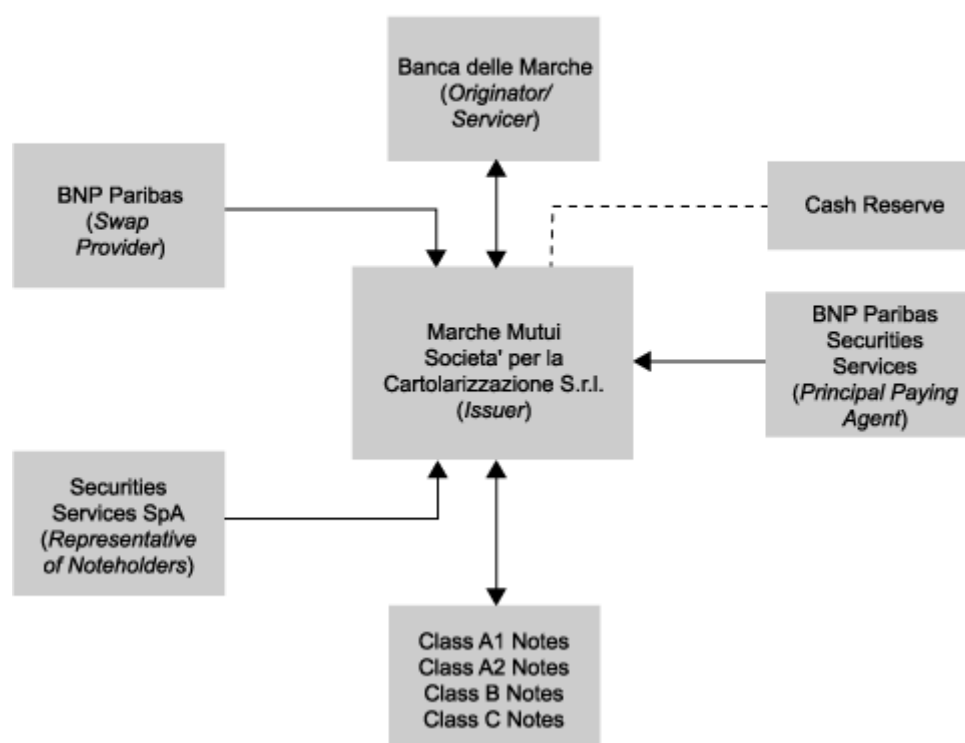 Banca delle Marche
(Originator/
Servicer)
BNP Paribas
(Swap
Provider)
Cash Reserve
Marche Mutui
Societa' per la
Cartolarizzazione S.r.l.
(Issuer)
BNP Paribas
Securities
Services
(Principal Paying
Agent)
Securities
Services SpA
(Representative
of Noteholders)
Class A1 Notes
Class A2 Notes
Class B Notes
Class C Notes